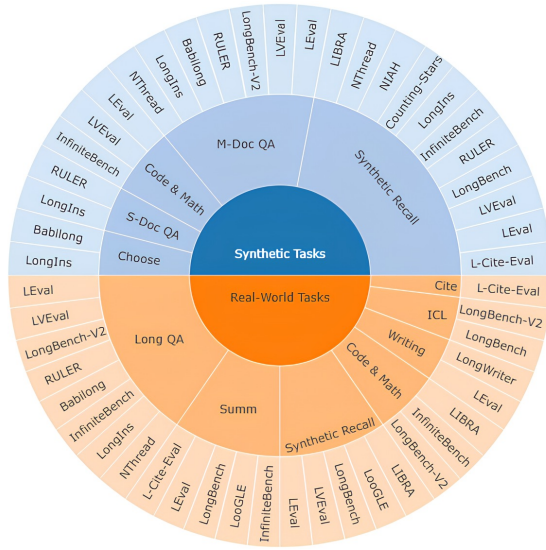 Synthetic Tasks
Real-World Tasks
Choose
S-Doc QA
Code & Math
M-Doc QA
Synthetic Recall
Cite
ICL
Writing
Code & Math
Synthetic Recall
Summ
Long QA
LongIns
Babilong
LongIns
RULER
InfiniteBench
LVEval
LEval
NThread
LongIns
Babilong
RULER
LongBench-V2
LVEval
LEval
LIBRA
NThread
NIAH
Counting-Stars
LongIns
InfiniteBench
RULER
LongBench
LVEval
LEval
L-Cite-Eval
L-Cite-Eval
LongBench-V2
LongBench
LongWriter
LEval
LIBRA
InfiniteBench
LongBench-V2
LIBRA
LooGLE
LongBench
LVEval
LEval
InfiniteBench
LooGLE
LongBench
LEval
L-Cite-Eval
NThread
LongIns
InfiniteBench
Babilong
RULER
LongBench-V2
LVEval
LEval